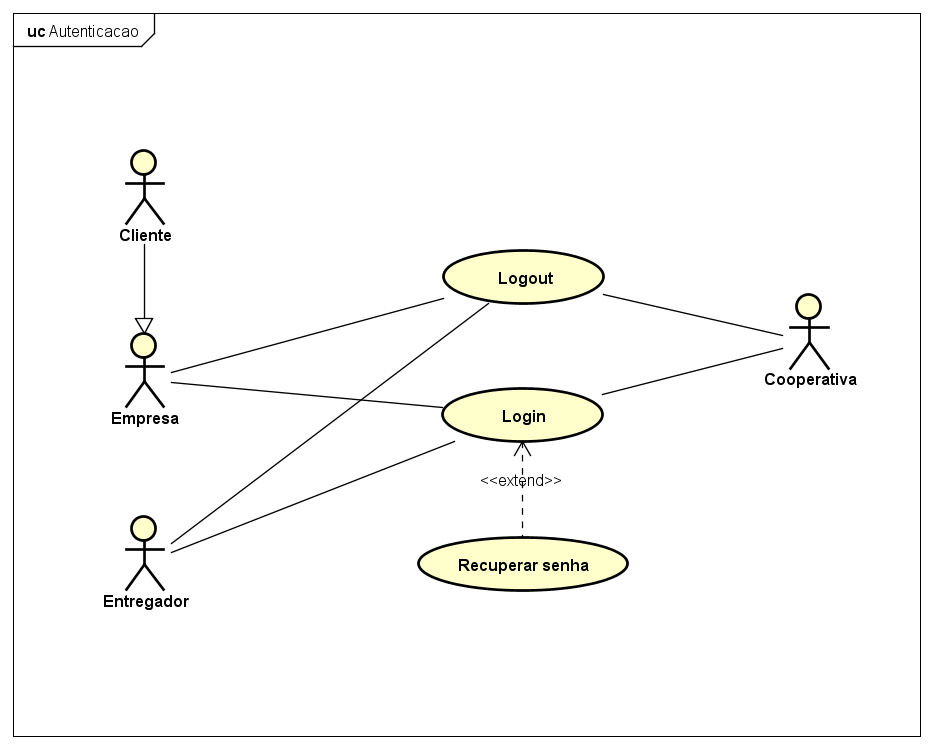 uc Autenticacao
Cliente
Logout
Cooperativa
Empresa
Login
<<extend>>
Recuperar senha
Entregador